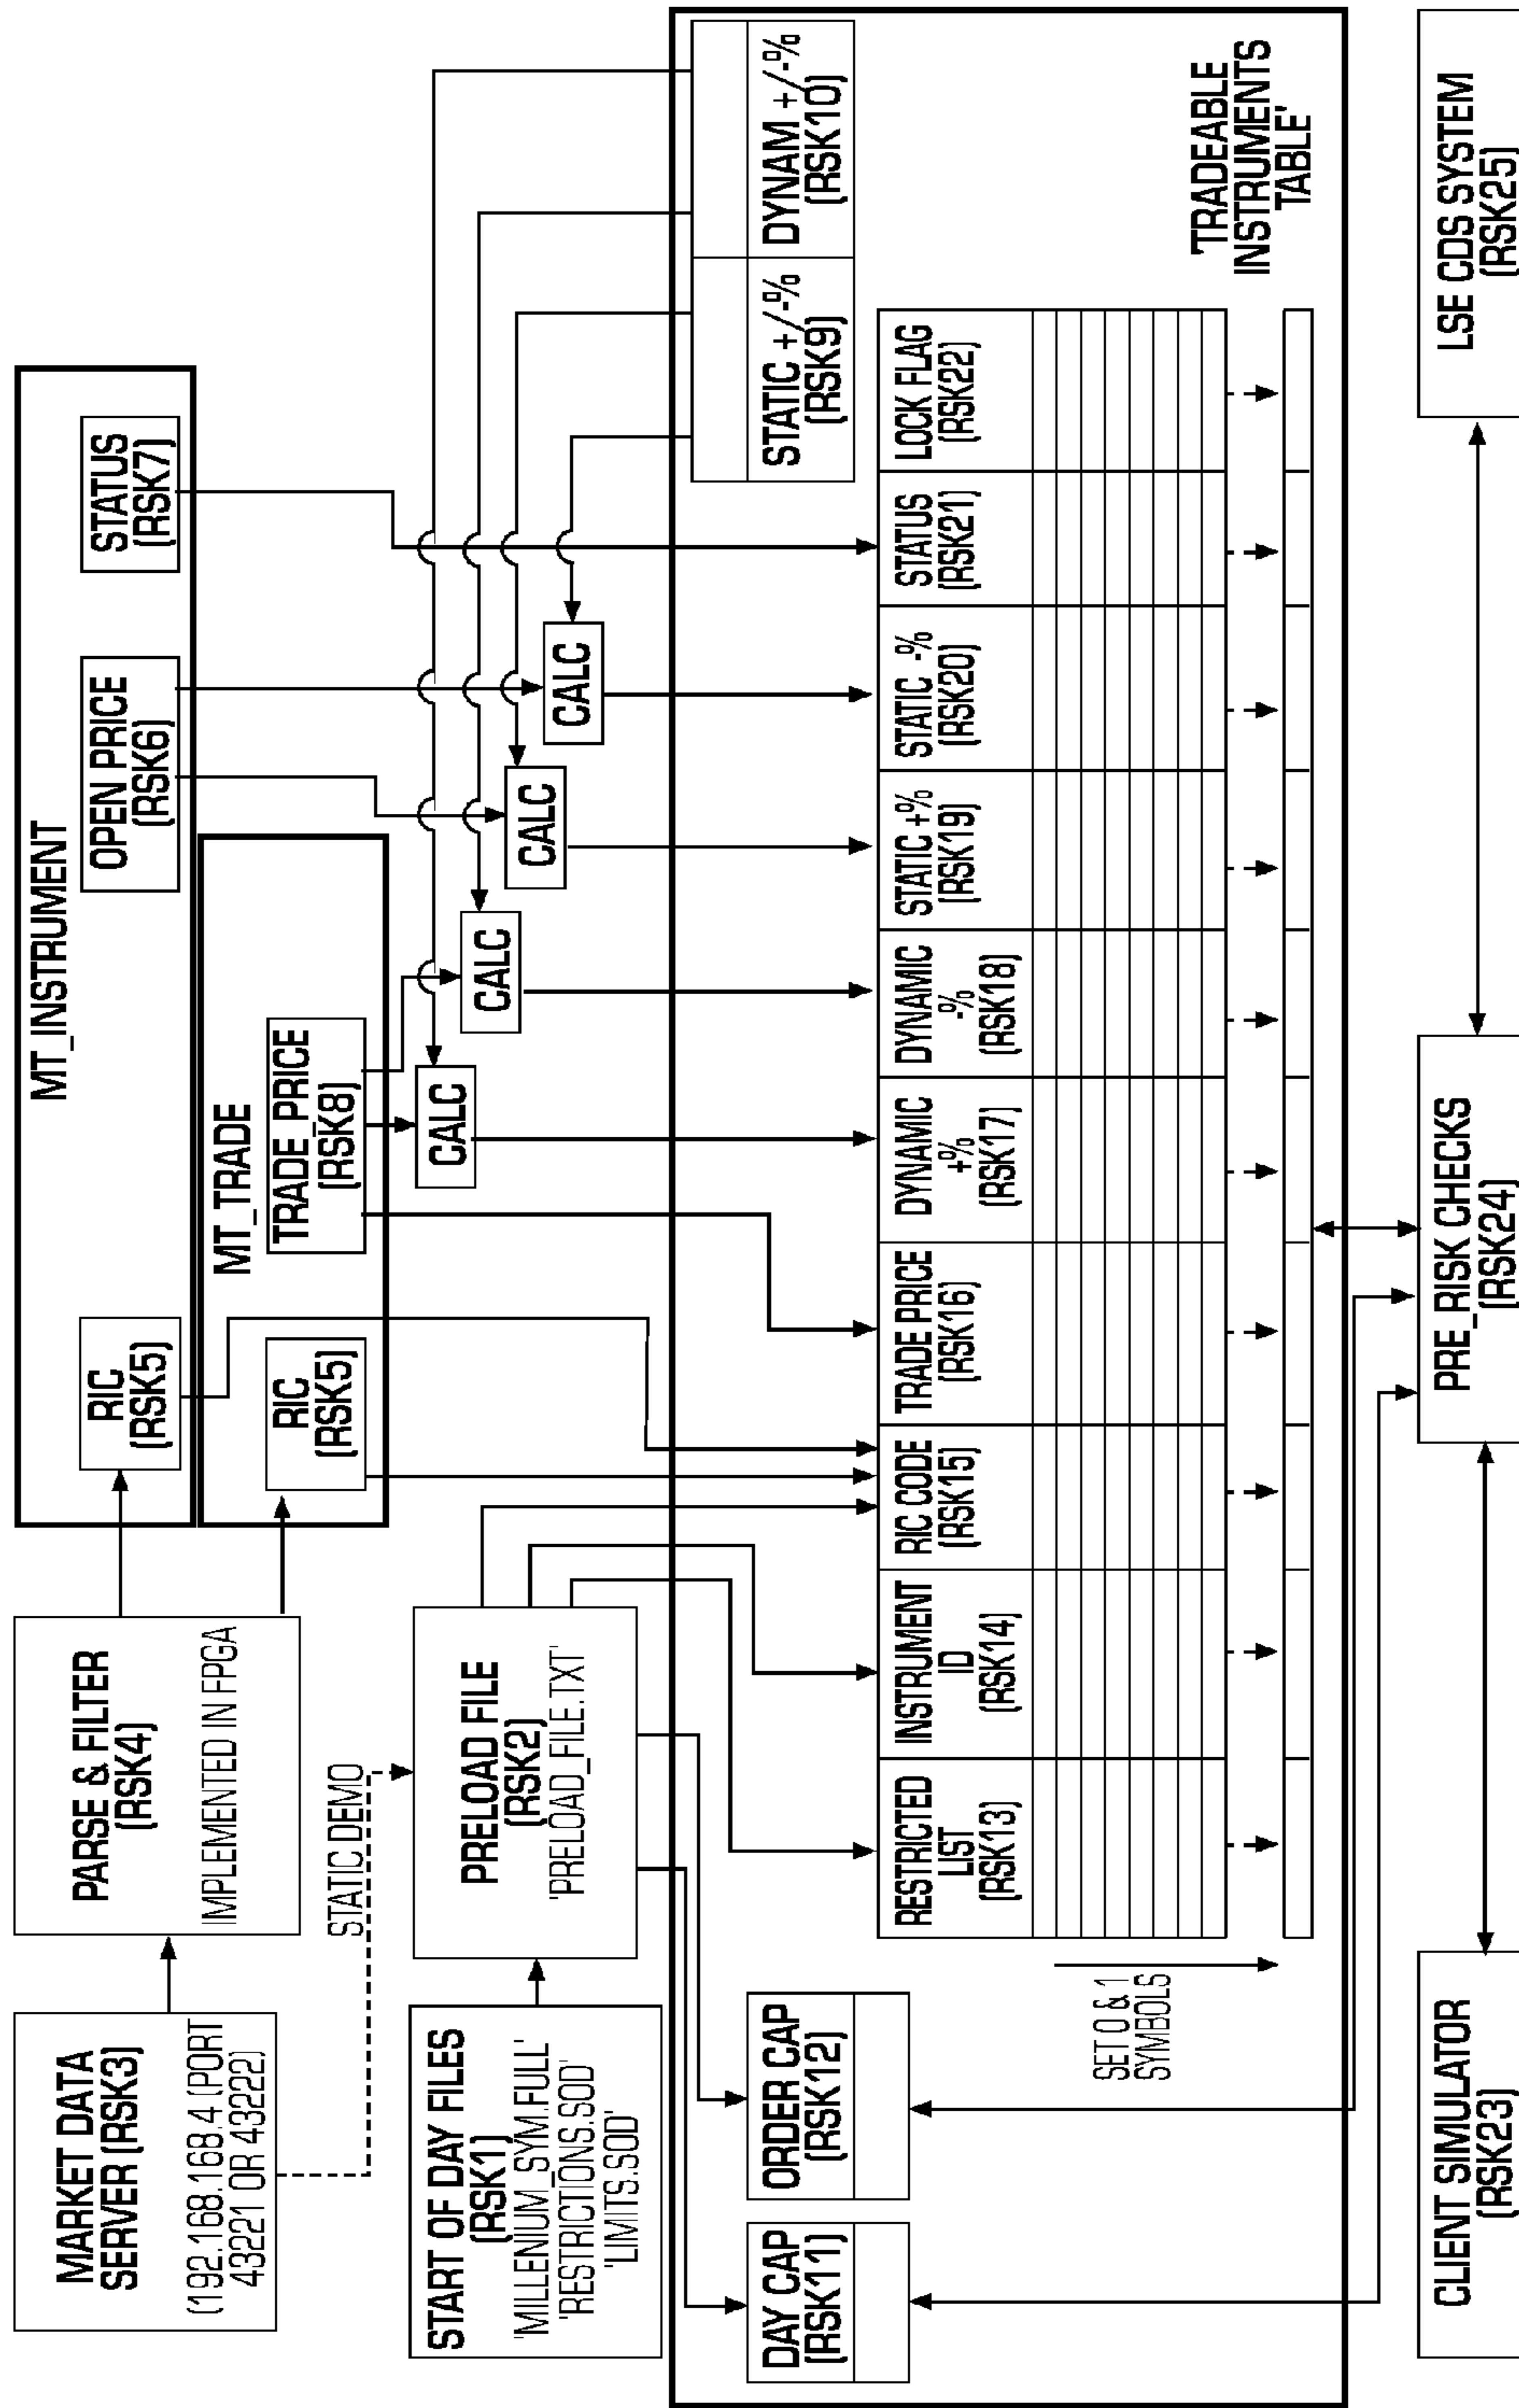 MARKET DATA
SERVER (RSK3)
(192.168.168.4 (PORT
43221 OR 43222)
PARSE & FILTER
(RSK4)
IMPLEMENTED IN FPGA
MT_INSTRUMENT
RIC
(RSK5)
OPEN PRICE
(RSK6)
STATUS
(RSK7)
MT_TRADE
RIC
(RSK5)
TRADE_PRICE
(RSK8)
STATIC DEMO
START OF DAY FILES
(RSK1)
'MILLENIUM_SYM.FULL'
'RESTRICTIONS.SOD'
'LIMITS.SOD'
PRELOAD FILE
(RSK2)
'PRELOAD_FILE.TXT'
CALC
CALC
CALC
CALC
DAY CAP
(RSK11)
ORDER CAP
(RSK12)
STATIC +/-%
(RSK9)
DYNAM +/-%
(RSK10)
RESTRICTED
LIST
(RSK13)
INSTRUMENT
ID
(RSK14)
RIC CODE
(RSK15)
TRADE PRICE
(RSK16)
DYNAMIC
+%
(RSK17)
DYNAMIC
-%
(RSK18)
STATIC +%
(RSK19)
STATIC -%
(RSK20)
STATUS
(RSK21)
LOCK FLAG
(RSK22)
SET 0 & 1
SYMBOLS
'TRADEABLE
INSTRUMENTS
TABLE'
CLIENT SIMULATOR
(RSK23)
PRE_RISK CHECKS
(RSK24)
LSE CDS SYSTEM
(RSK25)